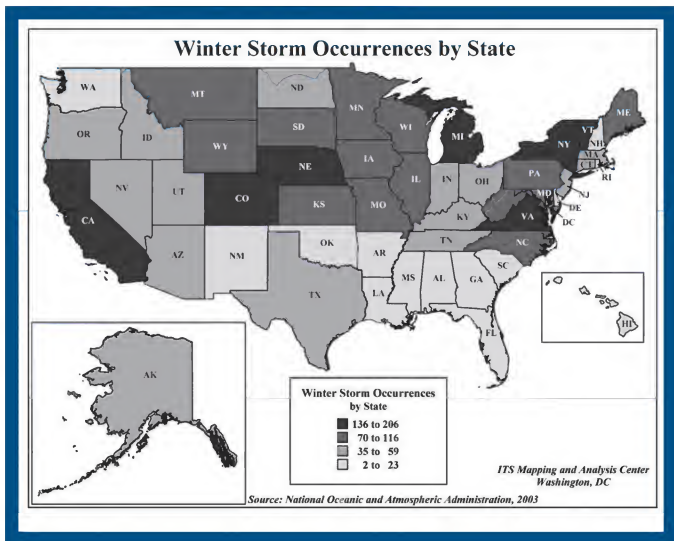 Winter Storm Occurrences by State
WA
MT
ND
MN
ME
OR
ID
SD
WI
MI
VT
NY
NH
MA
CT
RI
WY
IA
NE
PA
NJ
NV
UT
CO
IL
IN
OH
MD
DE
DC
CA
KS
MO
KY
VA
AZ
NM
OK
AR
TN
NC
SC
TX
LA
MS
AL
GA
FL
HI
AK
Winter Storm Occurrences
by State
136 to 206
70 to 116
35 to 59
2 to 23
ITS Mapping and Analysis Center
Washington, DC
Source: National Oceanic and Atmospheric Administration, 2003